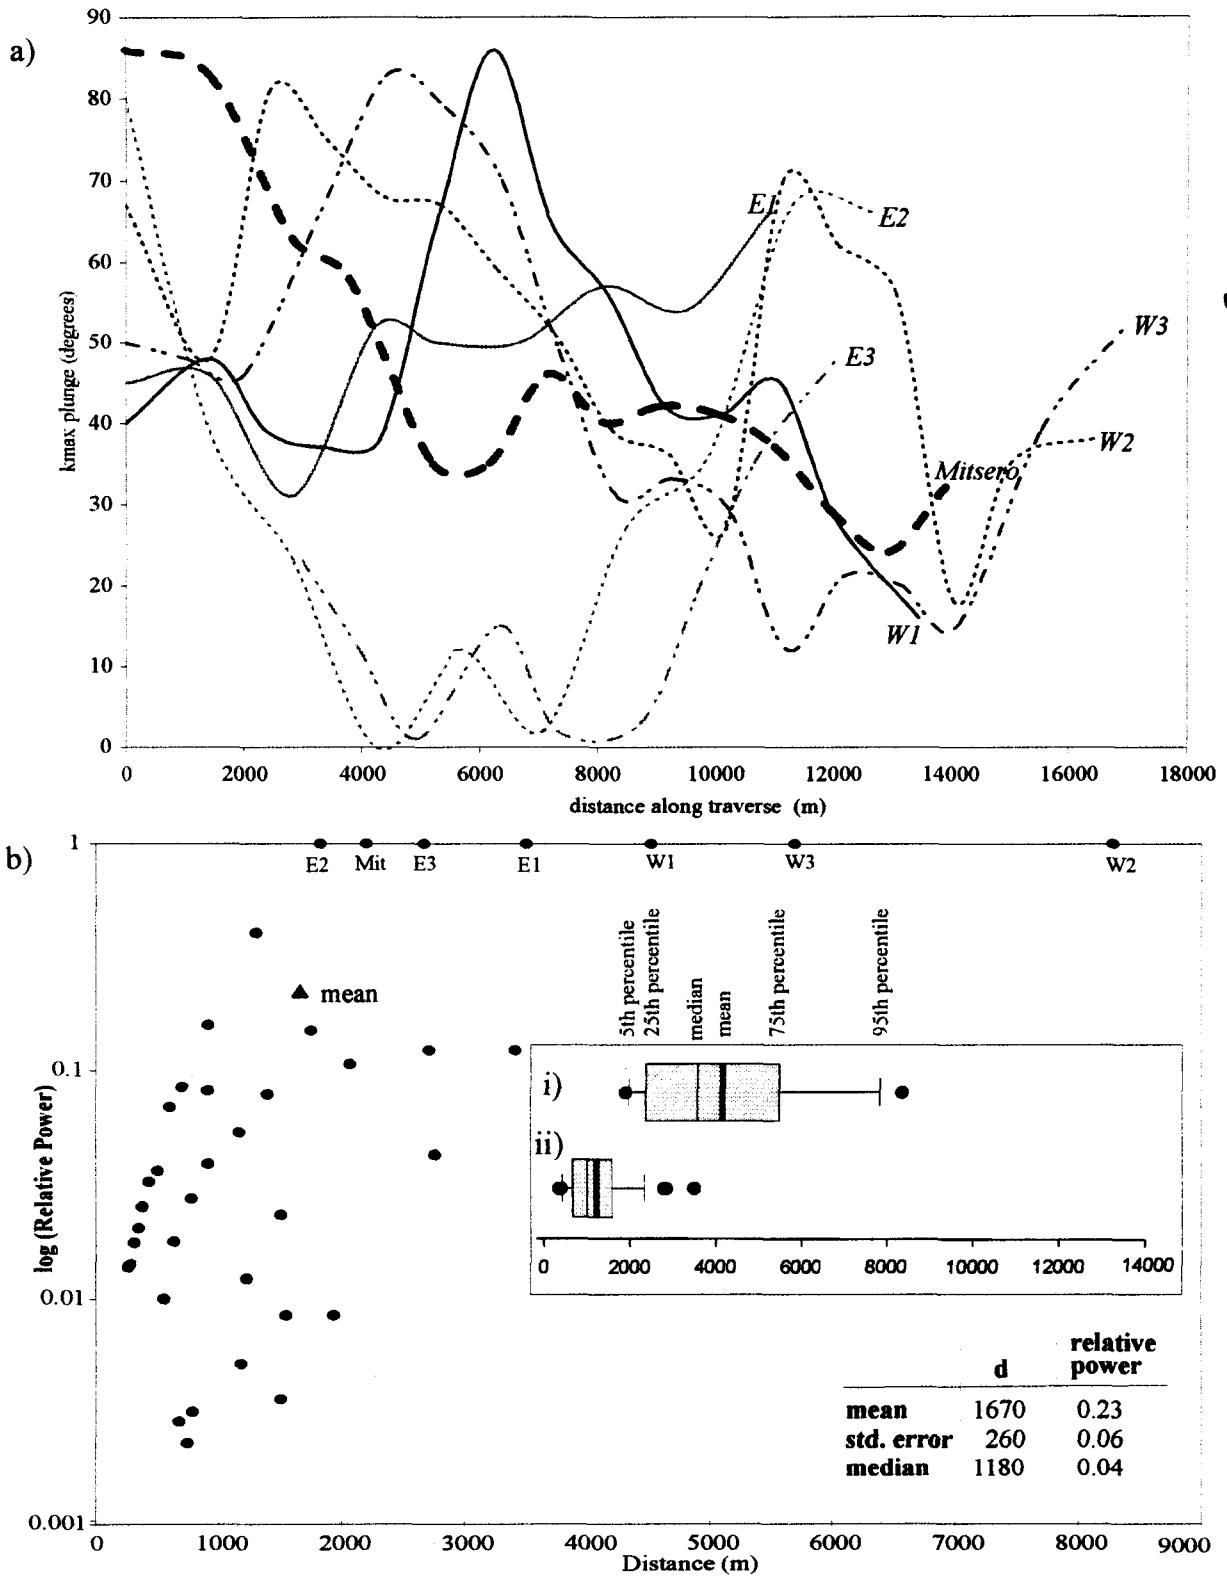 a)
90
80
70
60
50
40
30
20
10
0
kmax plunge (degrees)
E1
E2
W3
E3
W2
Mitsero
W1
0 2000 4000 6000 8000 10000 12000 14000 16000 18000
distance along traverse (m)
b)
1
0.1
0.01
0.001
log (Relative Power)
E2 Mit E3 E1 W1 W3 W2
mean
5th percentile
25th percentile
median
mean
75th percentile
95th percentile
i)
ii)
0 2000 4000 6000 8000 10000 12000 14000
relative
d power
mean 1670 0.23
std. error 260 0.06
median 1180 0.04
0 1000 2000 3000 4000 5000 6000 7000 8000 9000
Distance (m)